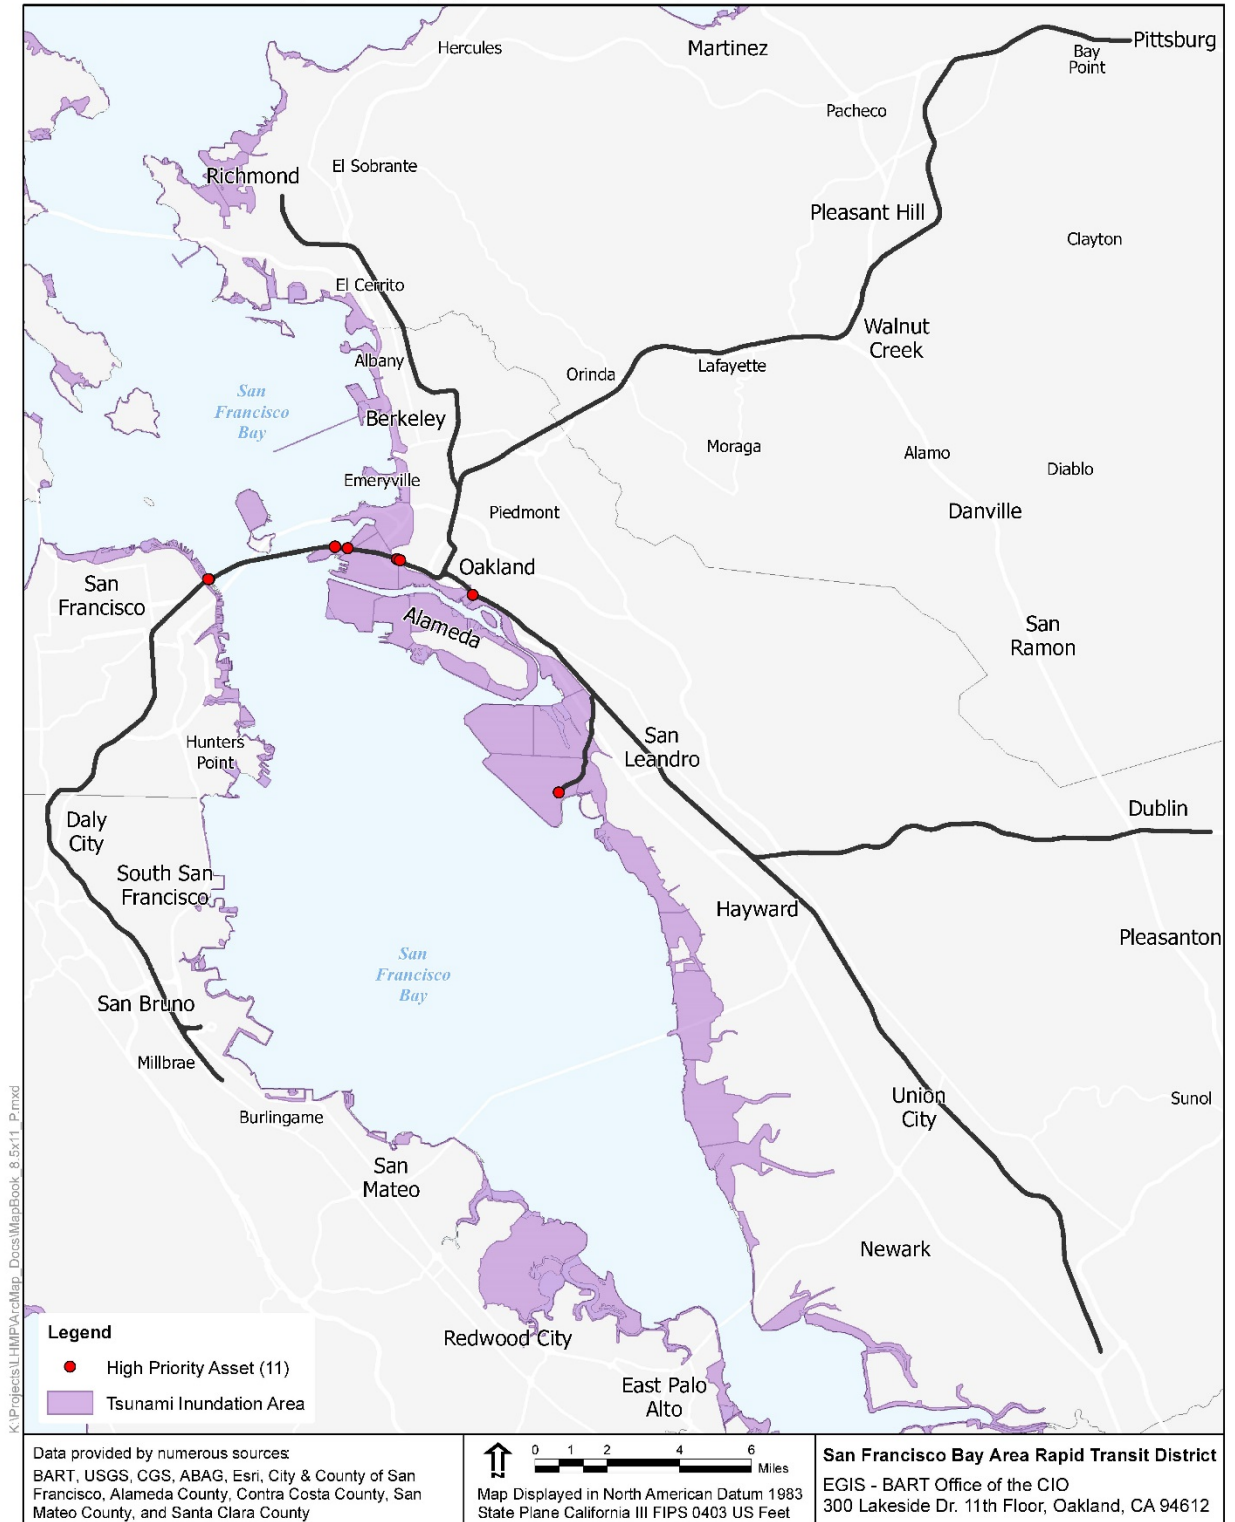 Hercules
Martinez
Pittsburg
Bay
Point
Pacheco
El Sobrante
Richmond
Pleasant Hill
Clayton
El Cerrito
Walnut
Creek
Albany
Orinda
Lafayette
San
Francisco
Bay
Berkeley
Moraga
Alamo
Diablo
Emeryville
Piedmont
Danville
Oakland
San
Francisco
Alameda
San
Ramon
Hunters
Point
San
Leandro
Daly
City
Dublin
South San
Francisco
Hayward
Pleasanton
San
Francisco
Bay
San Bruno
Millbrae
Burlingame
Union
City
Sunol
San
Mateo
Newark
Redwood City
East Palo
Alto
K:\Projects\LHMP\ArcMap_Docs\MapBook_8.5x11_P.mxd
Legend
High Priority Asset (11)
Tsunami Inundation Area
Data provided by numerous sources:
BART, USGS, CGS, ABAG, Esri, City & County of San
Francisco, Alameda County, Contra Costa County, San
Mateo County, and Santa Clara County
0 1 2 4 6
Miles
Map Displayed in North American Datum 1983
State Plane California III FIPS 0403 US Feet
San Francisco Bay Area Rapid Transit District
EGIS - BART Office of the CIO
300 Lakeside Dr. 11th Floor, Oakland, CA 94612